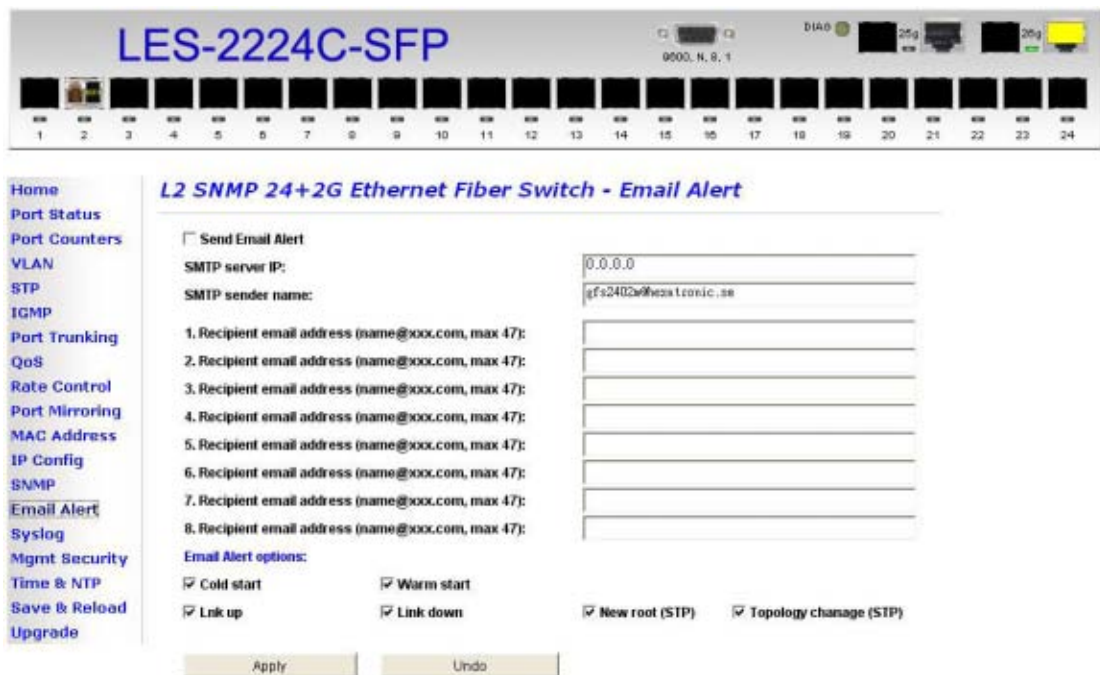 LES-2224C-SFP
9600, N, 8, 1
DIAG
25g
26g
1 2 3 4 5 6 7 8 9 10 11 12 13 14 15 16 17 18 19 20 21 22 23 24
Home
Port Status
Port Counters
VLAN
STP
IGMP
Port Trunking
QoS
Rate Control
Port Mirroring
MAC Address
IP Config
SNMP
Email Alert
Syslog
Mgmt Security
Time & NTP
Save & Reload
Upgrade
L2 SNMP 24+2G Ethernet Fiber Switch - Email Alert
Send Email Alert
SMTP server IP: 0.0.0.0
SMTP sender name: gfs2402w@hexatronic.se
1. Recipient email address (name@xxx.com, max 47):
2. Recipient email address (name@xxx.com, max 47):
3. Recipient email address (name@xxx.com, max 47):
4. Recipient email address (name@xxx.com, max 47):
5. Recipient email address (name@xxx.com, max 47):
6. Recipient email address (name@xxx.com, max 47):
7. Recipient email address (name@xxx.com, max 47):
8. Recipient email address (name@xxx.com, max 47):
Email Alert options:
Cold start Warm start
Lnk up Link down New root (STP) Topology chanage (STP)
Apply Undo